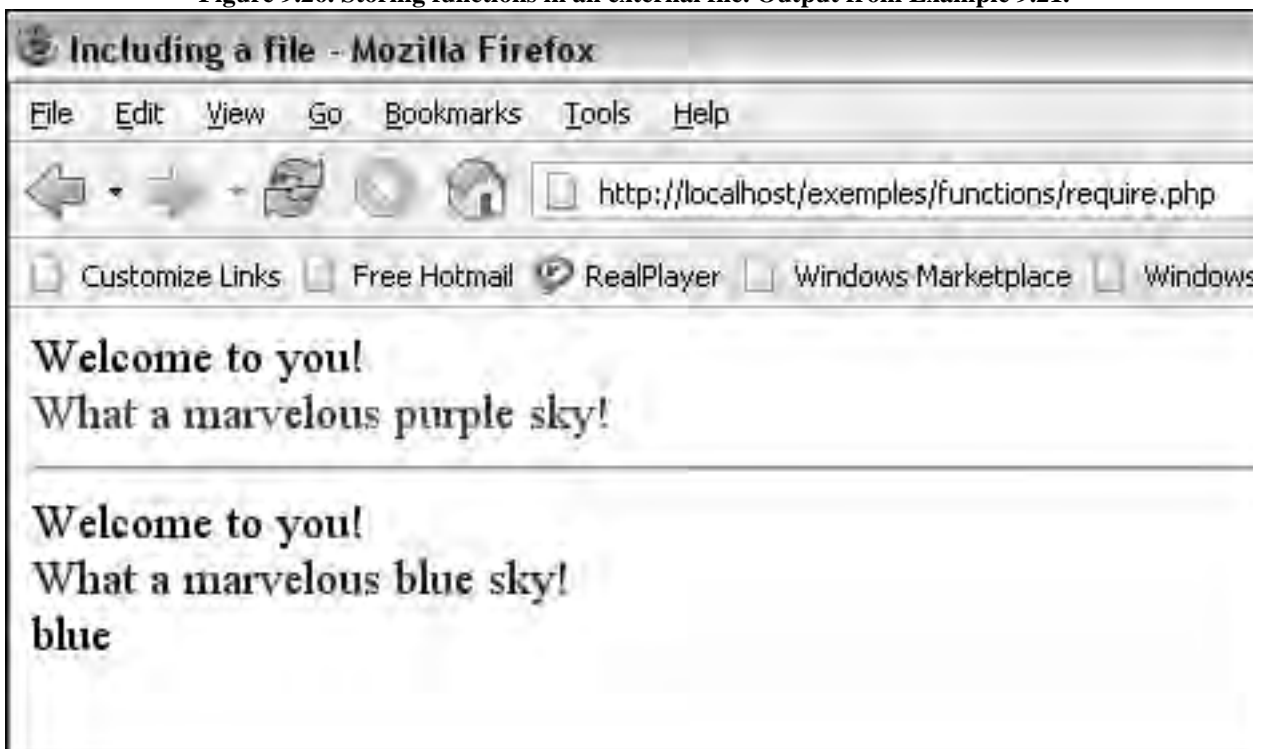 Figure 9.20. Storing functions in an external file. Output from Example 9.21.
Including a file - Mozilla Firefox
File Edit View Go Bookmarks Tools Help
http://localhost/exemples/functions/require.php
Customize Links Free Hotmail RealPlayer Windows Marketplace Windows
Welcome to you!
What a marvelous purple sky!
Welcome to you!
What a marvelous blue sky!
blue